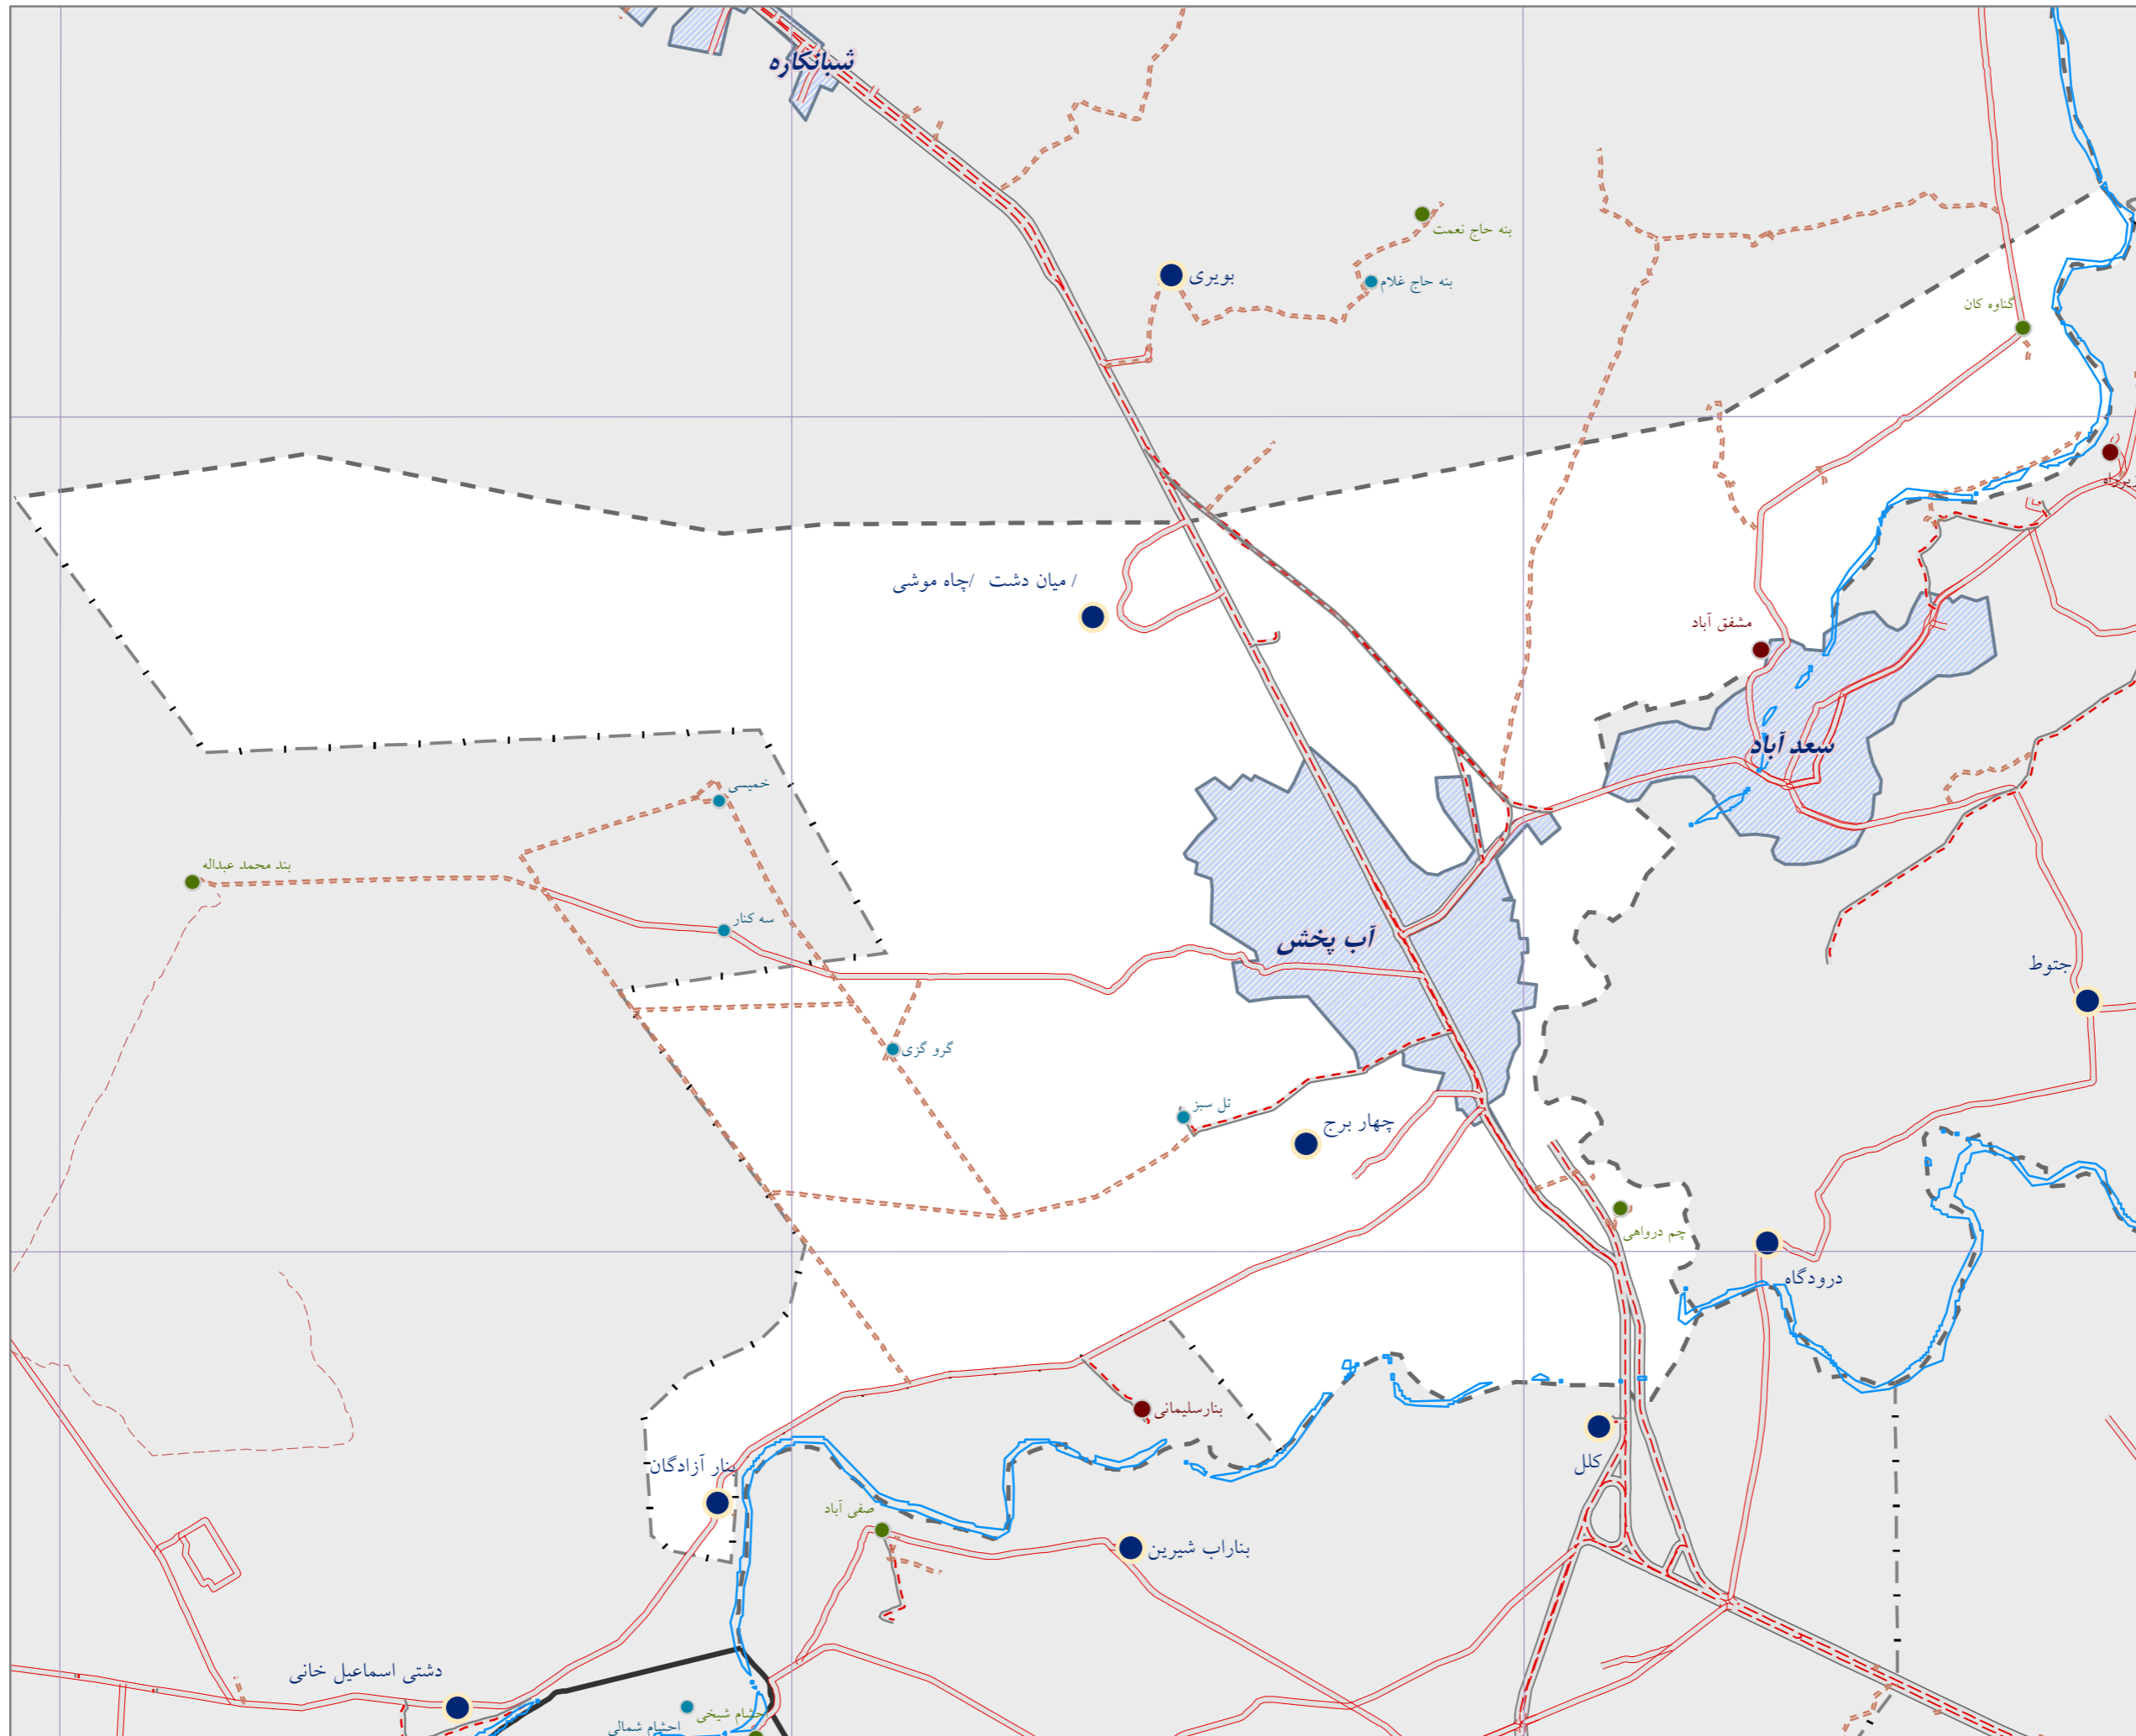 شبانکاره
بنه حاج نعمت
بویری
بنه حاج غلام
گناوه کان
میان دشت /چاه موشی /
مشفق آباد
سعد آباد
خمیسی
بند محمد عبداله
سه کنار
آب پخش
جتوط
گرو گزی
تل سبز
چهار برج
چم درواهی
درودگاه
بنارسلیمانی
کلل
بنار آزادگان
صفی آباد
بناراب شیرین
دشتی اسماعیل خانی
احشام شمالی